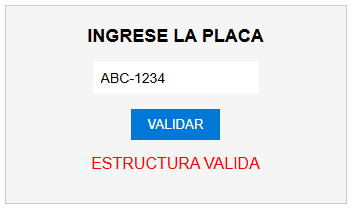 INGRESE LA PLACA
ABC-1234
VALIDAR
ESTRUCTURA VALIDA